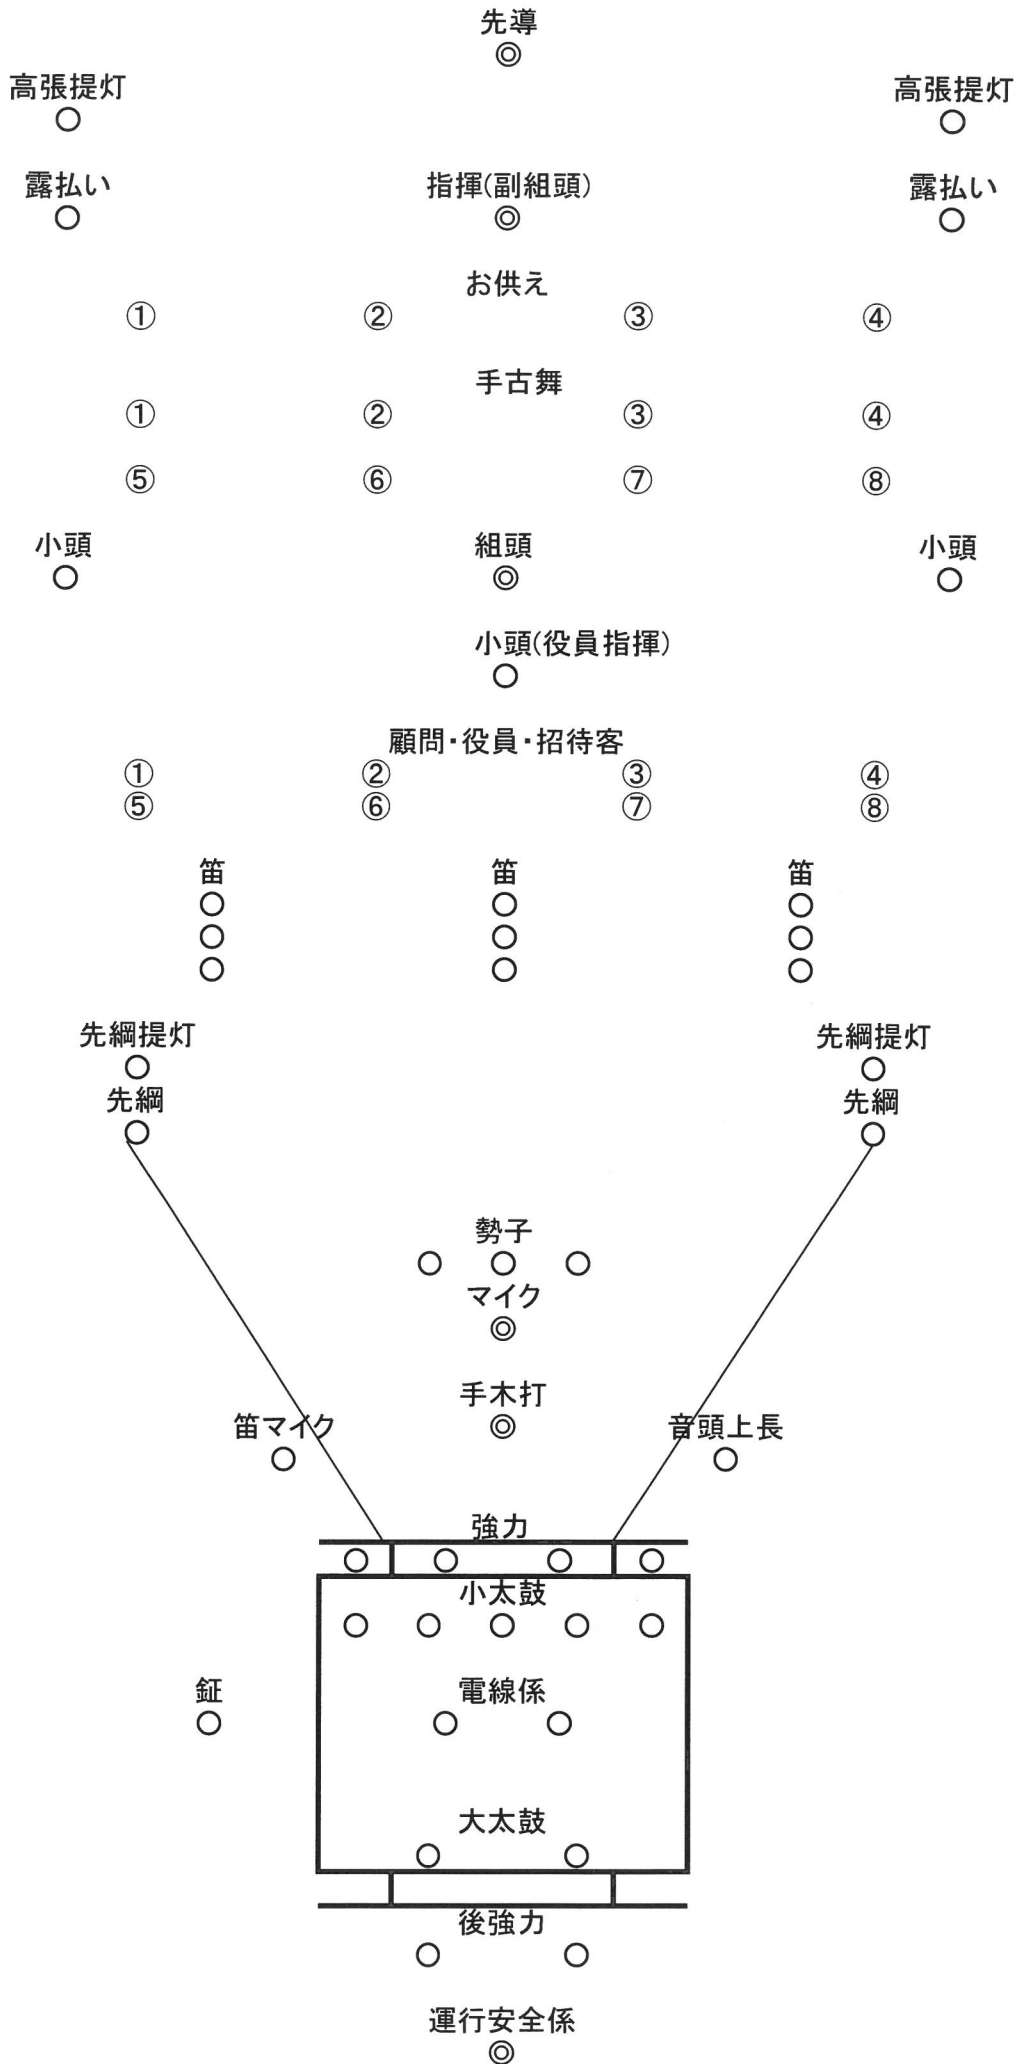 先導
高張提灯 高張提灯
露払い 指揮(副組頭) 露払い
お供え
① ② ③ ④
手古舞
① ② ③ ④
⑤ ⑥ ⑦ ⑧
小頭 組頭 小頭
小頭(役員指揮)
顧問・役員・招待客
① ② ③ ④
⑤ ⑥ ⑦ ⑧
笛 笛 笛
先綱提灯 先綱提灯
先綱 先綱
勢子
マイク
手木打
笛マイク 音頭上長
強力
小太鼓
鉦 電線係
大太鼓
後強力
運行安全係